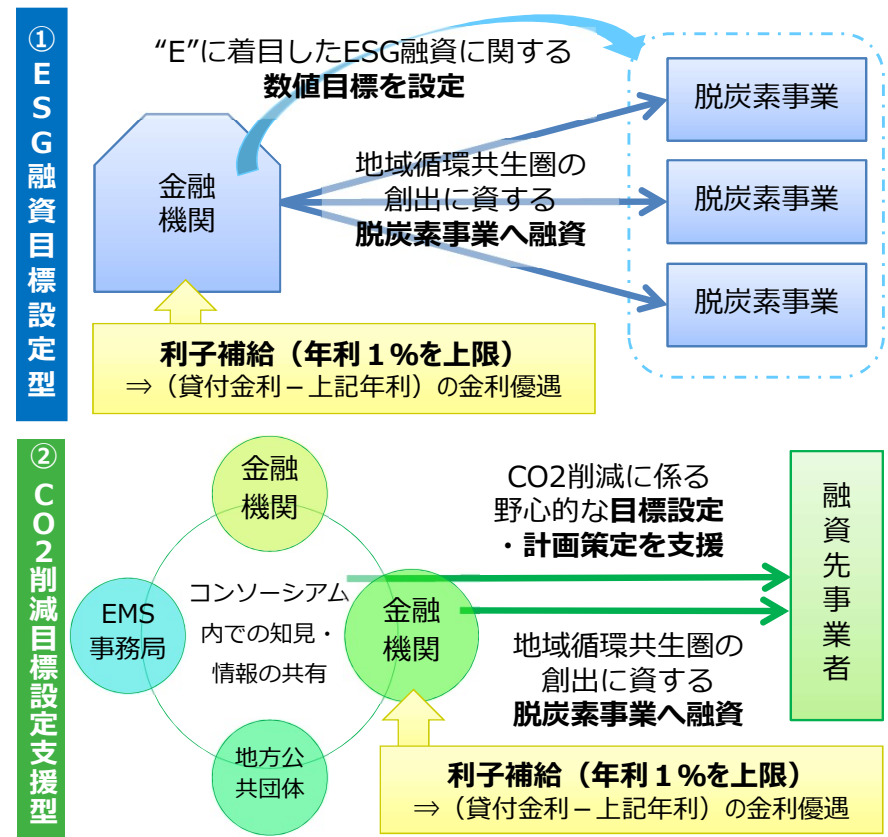 ①ESG融資目標設定型
“E”に着目したESG融資に関する
数値目標を設定
金融
機関
地域循環共生圏の
創出に資する
脱炭素事業へ融資
脱炭素事業
脱炭素事業
脱炭素事業
利子補給（年利１%を上限）
⇒（貸付金利－上記年利）の金利優遇
②CO2削減目標設定支援型
金融
機関
EMS
事務局
コンソーシアム
内での知見・
情報の共有
金融
機関
地方公
共団体
CO2削減に係る
野心的な目標設定
・計画策定を支援
地域循環共生圏の
創出に資する
脱炭素事業へ融資
融資先事業者
利子補給（年利１%を上限）
⇒（貸付金利－上記年利）の金利優遇